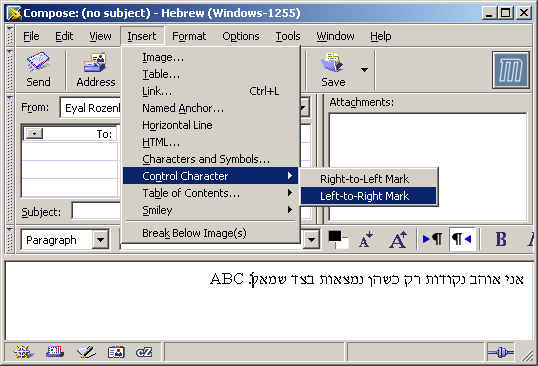 Compose: (no subject) - Hebrew (Windows-1255)
File Edit View Insert Format Options Tools Window Help
Send Address Save
Image...
Table...
Link... Ctrl+L
Named Anchor...
Horizontal Line
HTML...
Characters and Symbols...
Control Character
Table of Contents...
Smiley
Break Below Image(s)
Right-to-Left Mark
Left-to-Right Mark
From: Eyal Rozenb
Attachments:
To:
Subject:
Paragraph A A ¶ ¶ B I
אני אוהב נקודות רק כשהן נמצאות בצד שמאל. ABC
cZ